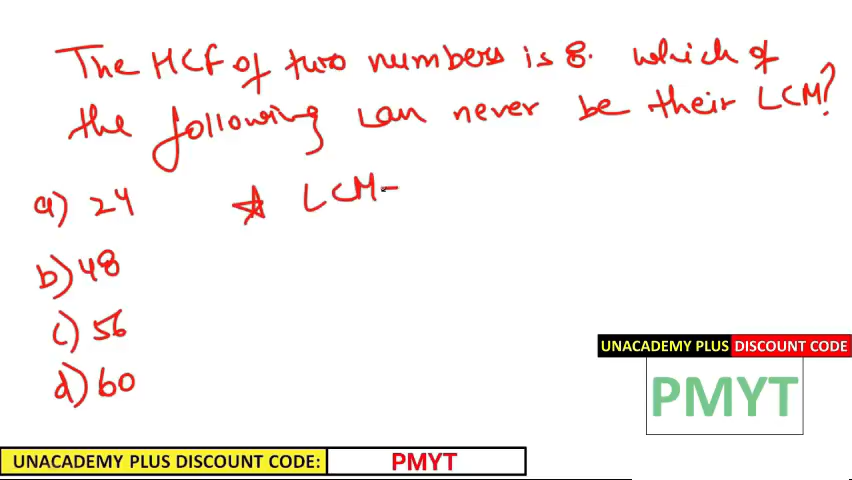 The HCF of two numbers is 8. which of
the following can never be their LCM?
a) 24
★ LCM-
b) 48
c) 56
d) 60
UNACADEMY PLUS DISCOUNT CODE
PMYT
UNACADEMY PLUS DISCOUNT CODE: PMYT